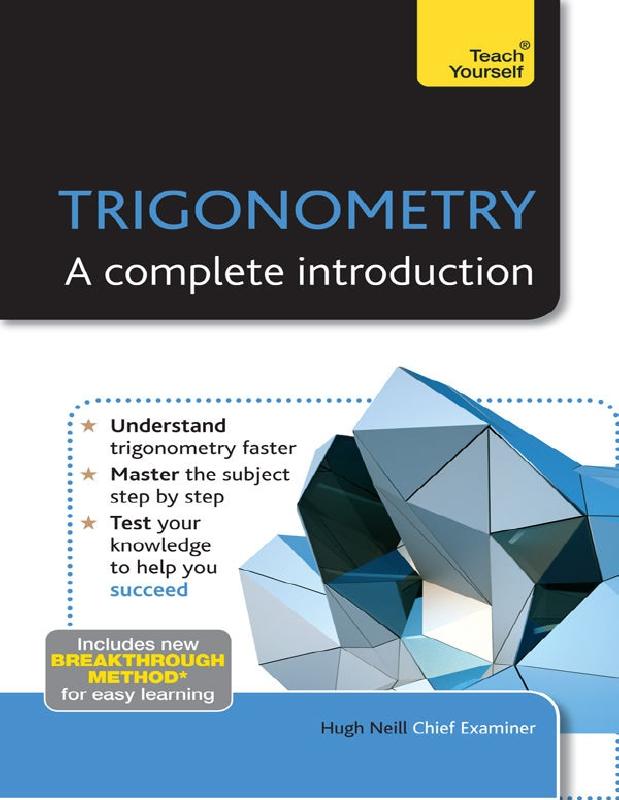 Teach®
Yourself
TRIGONOMETRY
A complete introduction
Understand
trigonometry faster
Master the subject
step by step
Test your
knowledge
to help you
succeed
Includes new
BREAKTHROUGH
METHOD*
for easy learning
Hugh Neill Chief Examiner